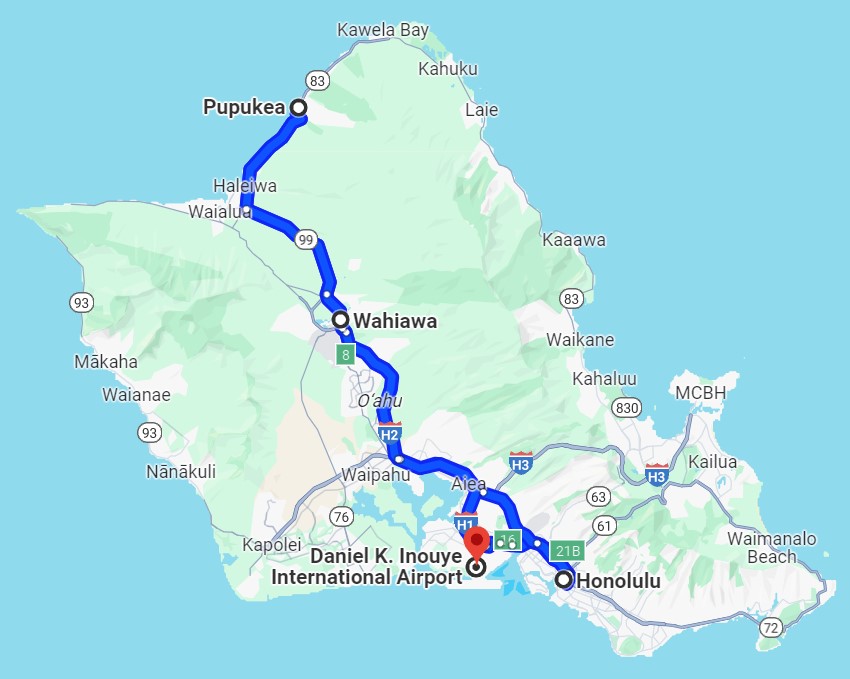 Kawela Bay
83
Kahuku
Pupukea
Laie
Haleiwa
Waialua
99
Kaaawa
93
83
Wahiawa
Waikane
8
Mākaha
Kahaluu
MCBH
Waianae
O‘ahu
830
93
H2
Kailua
H3
H3
Nānākuli
Waipahu
Aiea
63
76
H1
61
16
Waimanalo
Beach
Kapolei
21B
Daniel K. Inouye
International Airport
Honolulu
72